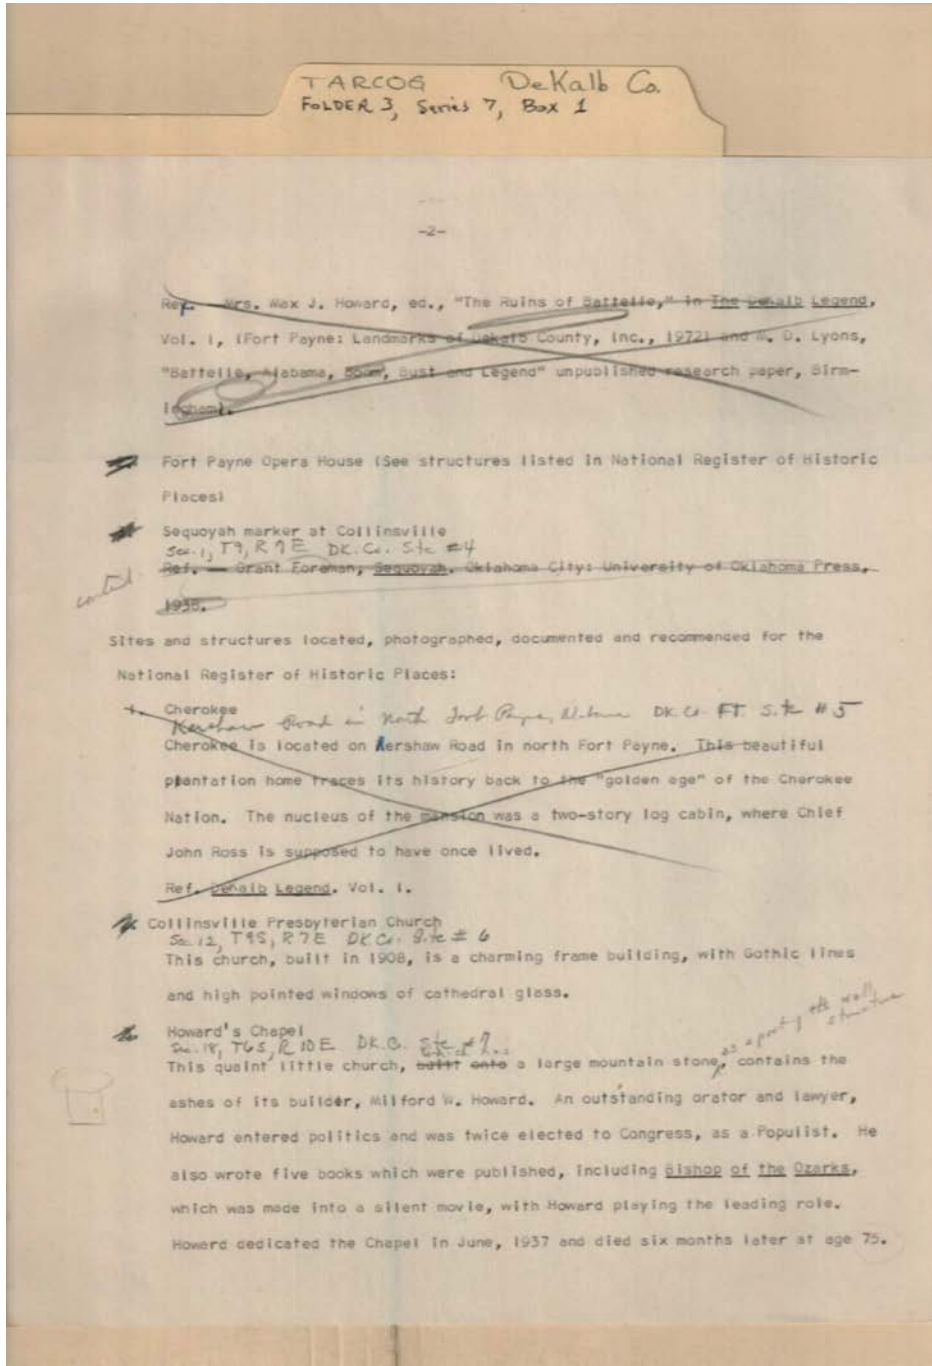 TARCOG DeKalb Co.
FOLDER 3, Series 7, Box 1
-2-
Ref. — Mrs. Max J. Howard, ed., "The Ruins of Battelle," in The Dekalb Legend,
Vol. I, (Fort Payne: Landmarks of Dekalb County, Inc., 1972) and M. D. Lyons,
"Battelle, Alabama, Boom, Bust and Legend" unpublished research paper, Birm-
ingham).
Fort Payne Opera House (See structures listed in National Register of Historic
Places)
Sequoyah marker at Collinsville
Sec. 1, T9, R7E DK. Co. Site #4
Ref. — Grant Foreman, Sequoyah. Oklahoma City: University of Oklahoma Press,
1938.
Sites and structures located, photographed, documented and recommended for the
National Register of Historic Places:
1. Cherokee
Kershaw Road in North Fort Payne, Alabama DK. Co. FT. Site #5
Cherokee is located on Kershaw Road in north Fort Payne. This beautiful
plantation home traces its history back to the "golden age" of the Cherokee
Nation. The nucleus of the mansion was a two-story log cabin, where Chief
John Ross is supposed to have once lived.
Ref. Dekalb Legend. Vol. I.
Collinsville Presbyterian Church
Sec. 12, T9S, R7E DK Co. Site # 6
This church, built in 1908, is a charming frame building, with Gothic lines
and high pointed windows of cathedral glass.
Howard's Chapel
Sec. 18, T6S, R10E DK. C. Site #7
as a part of the wall structure
This quaint little church, built onto a large mountain stone, contains the
ashes of its builder, Milford W. Howard. An outstanding orator and lawyer,
Howard entered politics and was twice elected to Congress, as a Populist. He
also wrote five books which were published, including Bishop of the Ozarks,
which was made into a silent movie, with Howard playing the leading role.
Howard dedicated the Chapel in June, 1937 and died six months later at age 75.